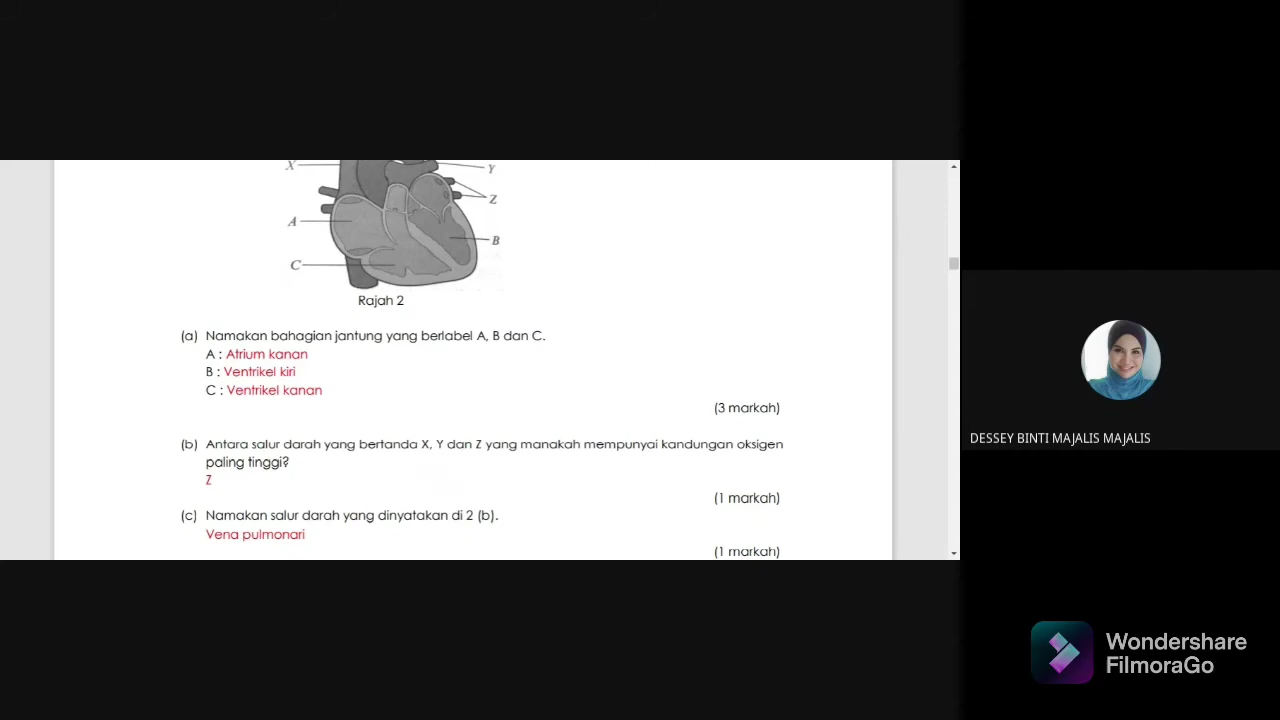 X
Y
Z
A
B
C
Rajah 2
(a) Namakan bahagian jantung yang berlabel A, B dan C.
A : Atrium kanan
B : Ventrikel kiri
C : Ventrikel kanan
(3 markah)
(b) Antara salur darah yang bertanda X, Y dan Z yang manakah mempunyai kandungan oksigen
paling tinggi?
Z
(1 markah)
(c) Namakan salur darah yang dinyatakan di 2 (b).
Vena pulmonari
(1 markah)
DESSEY BINTI MAJALIS MAJALIS
Wondershare
FilmoraGo